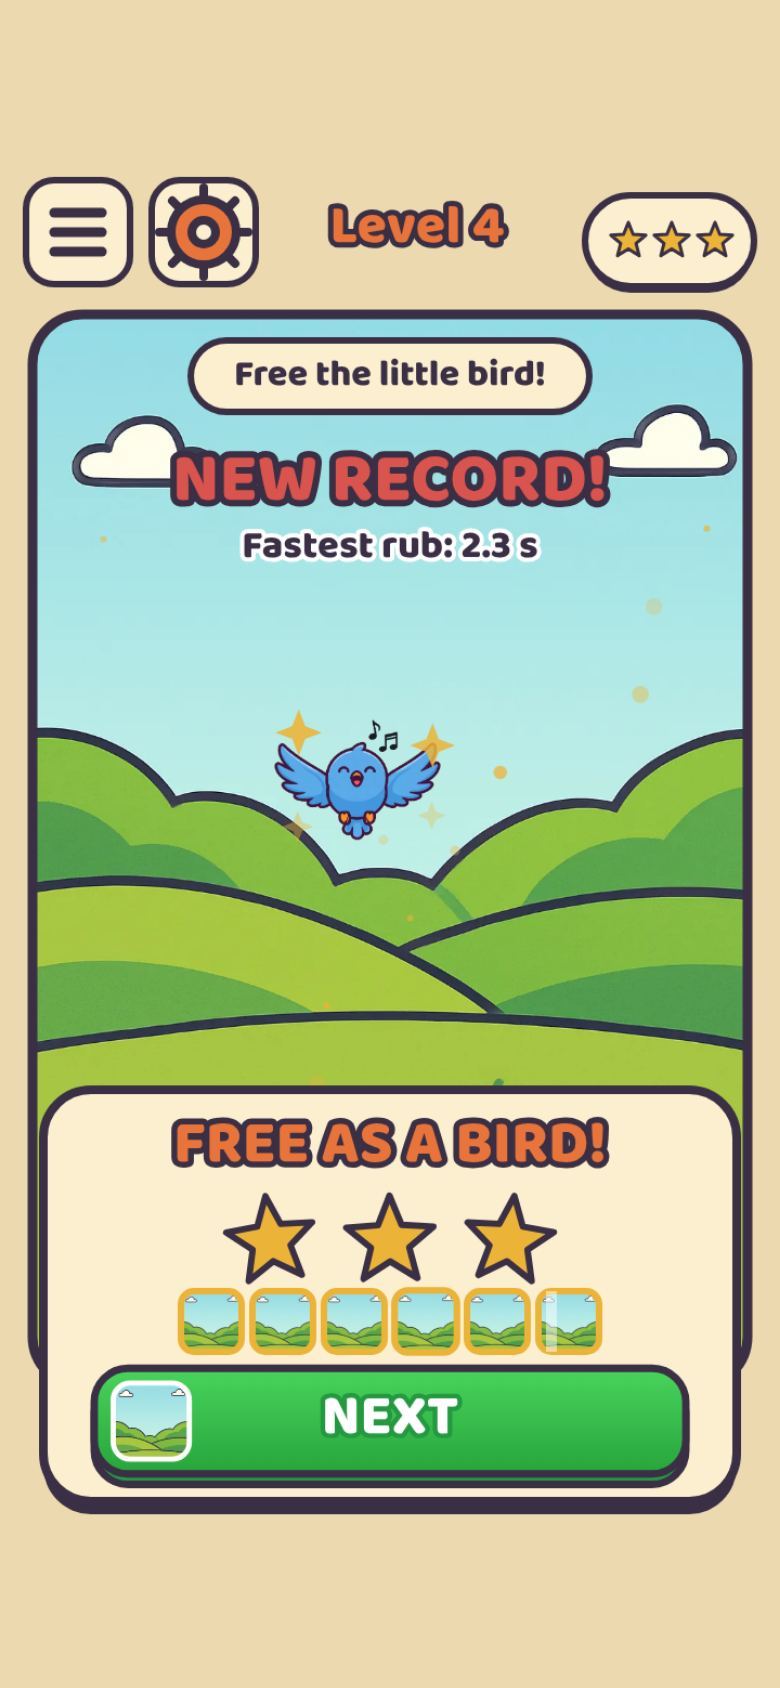 Level 4
Free the little bird!
NEW RECORD!
Fastest rub: 2.3 s
FREE AS A BIRD!
NEXT